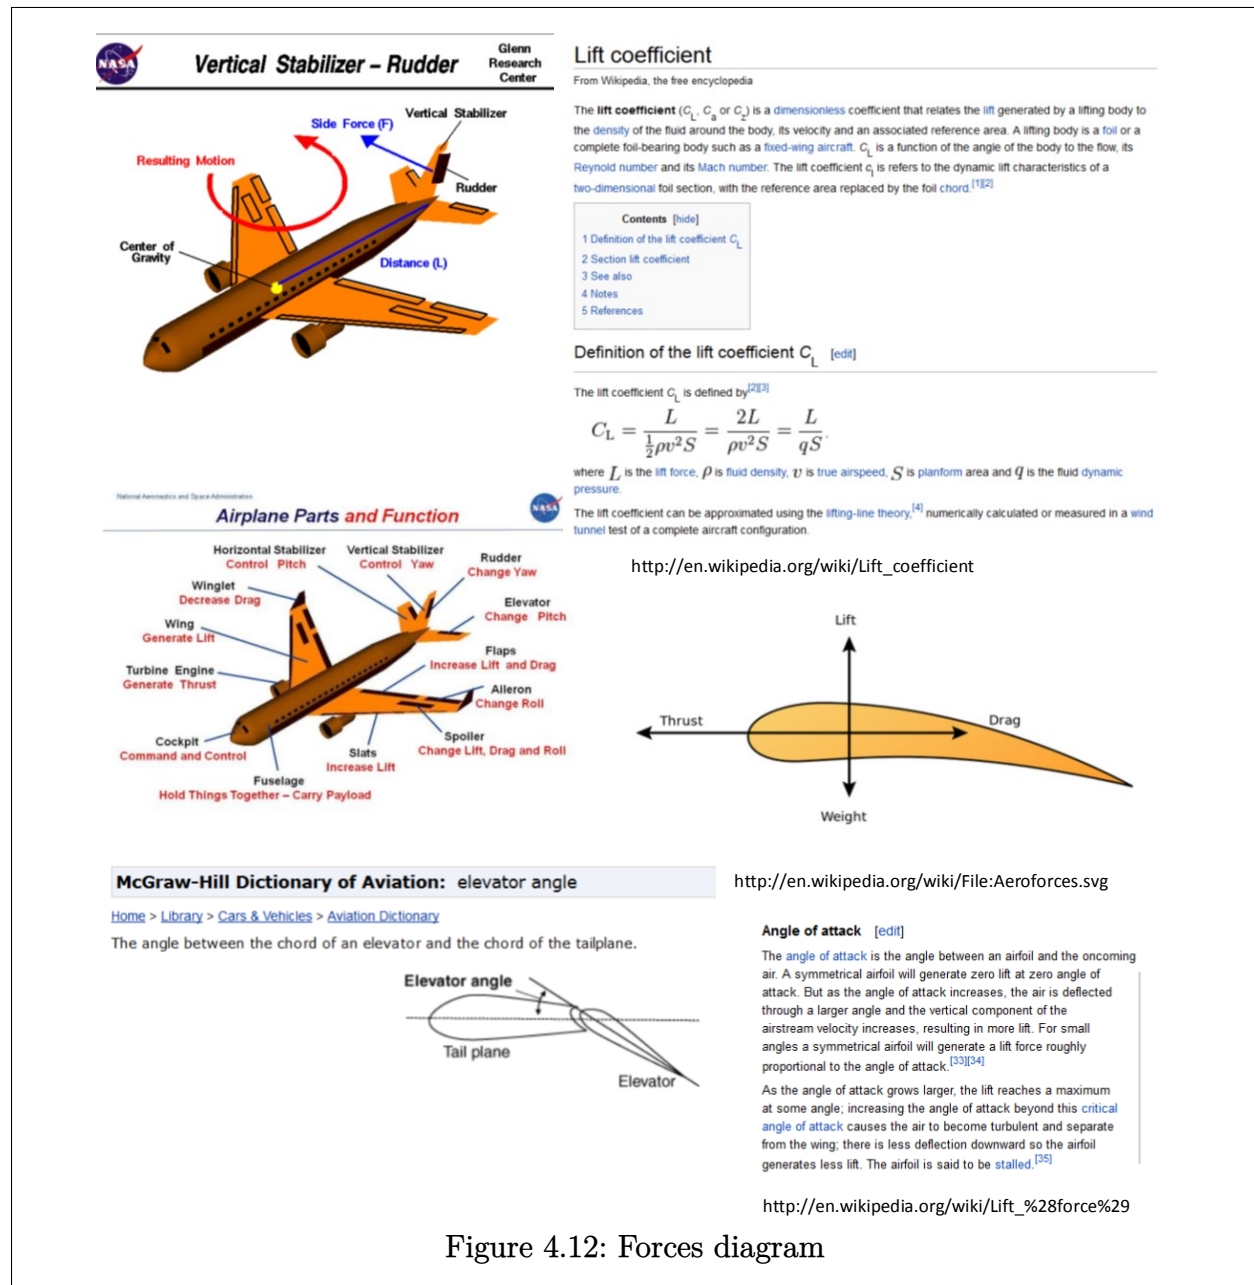 NASA
Vertical Stabilizer – Rudder
Glenn
Research
Center
Vertical Stabilizer
Side Force (F)
Resulting Motion
Rudder
Center of
Gravity
Distance (L)
Lift coefficient
From Wikipedia, the free encyclopedia
The lift coefficient (C_L, C_a or C_z) is a dimensionless coefficient that relates the lift generated by a lifting body to
the density of the fluid around the body, its velocity and an associated reference area. A lifting body is a foil or a
complete foil-bearing body such as a fixed-wing aircraft. C_L is a function of the angle of the body to the flow, its
Reynold number and its Mach number. The lift coefficient c_l is refers to the dynamic lift characteristics of a
two-dimensional foil section, with the reference area replaced by the foil chord.[1][2]
Contents [hide]
1 Definition of the lift coefficient C_L
2 Section lift coefficient
3 See also
4 Notes
5 References
Definition of the lift coefficient C_L [edit]
The lift coefficient C_L is defined by[2][3]
C_L = L / (½ρv²S) = 2L / (ρv²S) = L / (qS).
where L is the lift force, ρ is fluid density, v is true airspeed, S is planform area and q is the fluid dynamic
pressure.
The lift coefficient can be approximated using the lifting-line theory,[4] numerically calculated or measured in a wind
tunnel test of a complete aircraft configuration.
http://en.wikipedia.org/wiki/Lift_coefficient
National Aeronautics and Space Administration
NASA
Airplane Parts and Function
Horizontal Stabilizer
Control Pitch
Vertical Stabilizer
Control Yaw
Rudder
Change Yaw
Winglet
Decrease Drag
Elevator
Change Pitch
Wing
Generate Lift
Flaps
Increase Lift and Drag
Turbine Engine
Generate Thrust
Aileron
Change Roll
Cockpit
Command and Control
Slats
Increase Lift
Spoiler
Change Lift, Drag and Roll
Fuselage
Hold Things Together – Carry Payload
Lift
Thrust
Drag
Weight
http://en.wikipedia.org/wiki/File:Aeroforces.svg
McGraw-Hill Dictionary of Aviation: elevator angle
Home > Library > Cars & Vehicles > Aviation Dictionary
The angle between the chord of an elevator and the chord of the tailplane.
Elevator angle
Tail plane
Elevator
Angle of attack [edit]
The angle of attack is the angle between an airfoil and the oncoming
air. A symmetrical airfoil will generate zero lift at zero angle of
attack. But as the angle of attack increases, the air is deflected
through a larger angle and the vertical component of the
airstream velocity increases, resulting in more lift. For small
angles a symmetrical airfoil will generate a lift force roughly
proportional to the angle of attack.[33][34]
As the angle of attack grows larger, the lift reaches a maximum
at some angle; increasing the angle of attack beyond this critical
angle of attack causes the air to become turbulent and separate
from the wing; there is less deflection downward so the airfoil
generates less lift. The airfoil is said to be stalled.[35]
http://en.wikipedia.org/wiki/Lift_%28force%29
Figure 4.12: Forces diagram